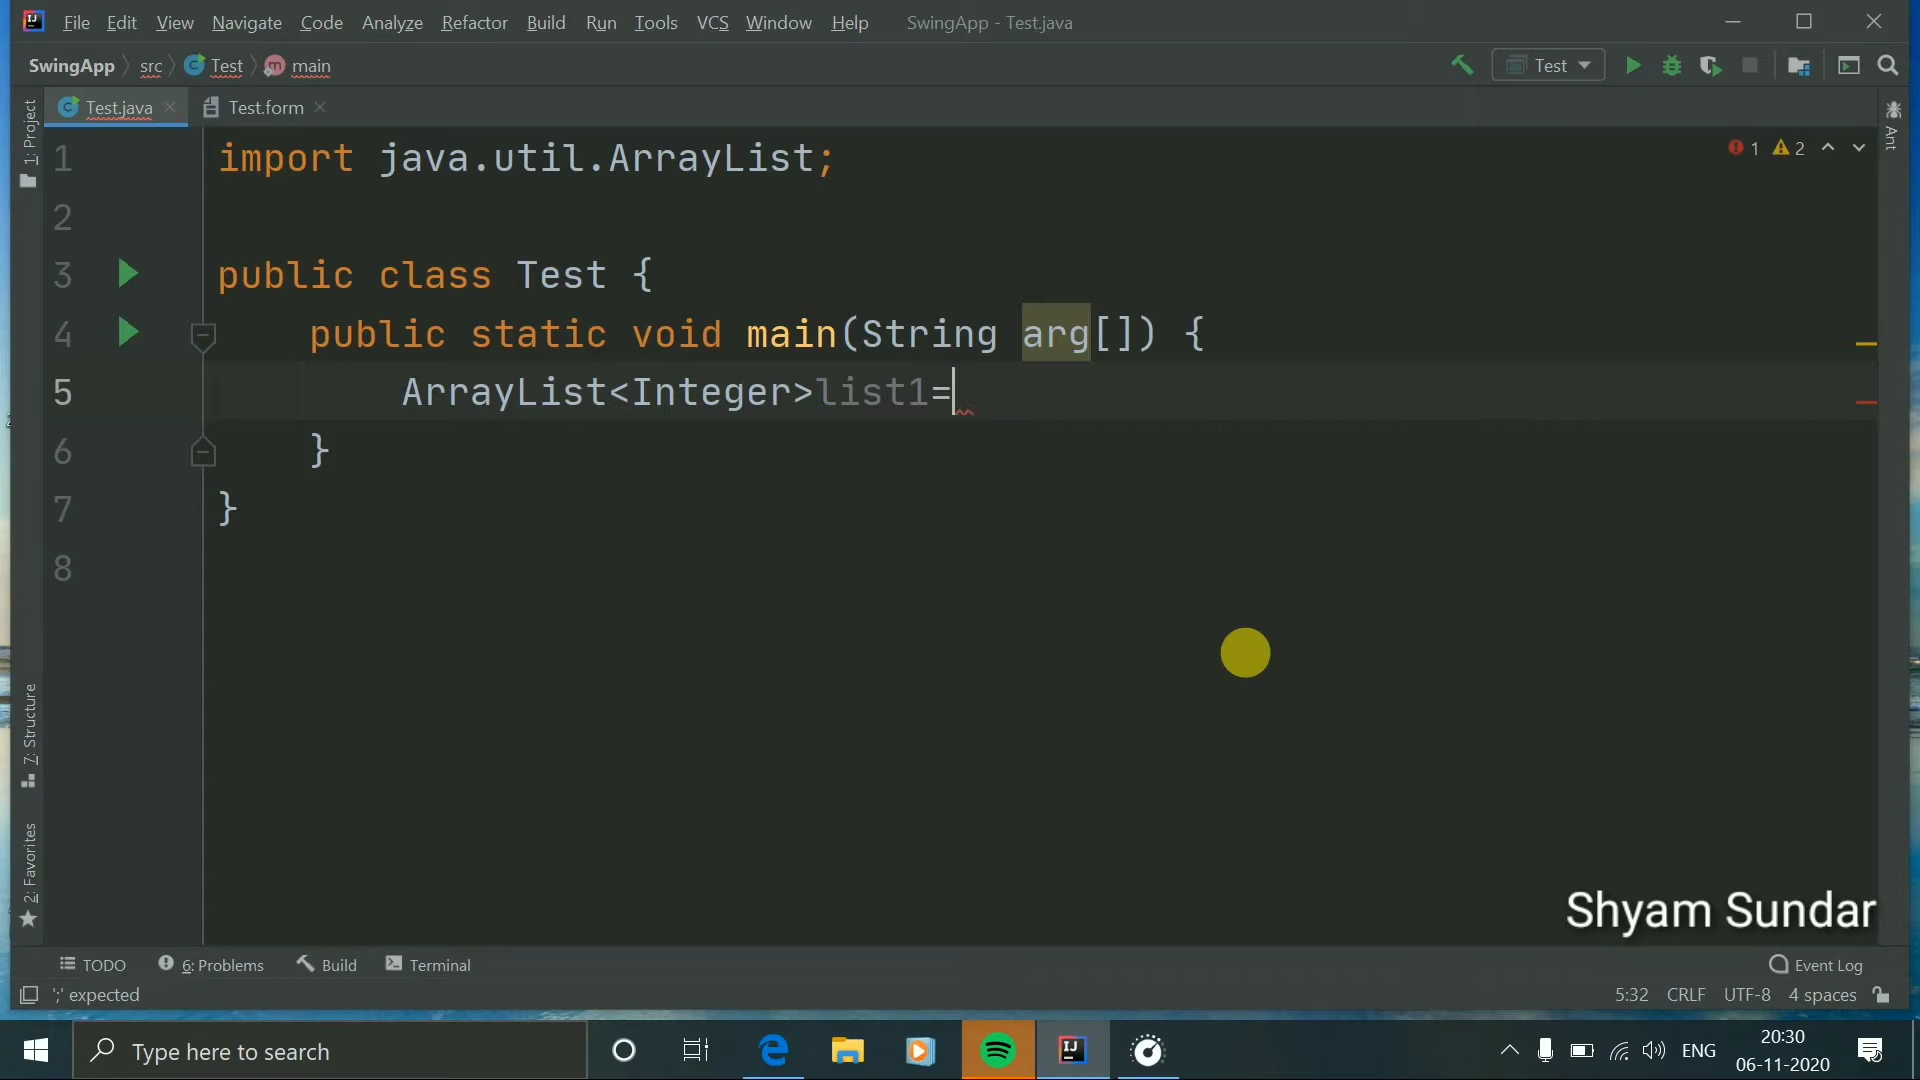 File Edit View Navigate Code Analyze Refactor Build Run Tools VCS Window Help SwingApp - Test.java
SwingApp src Test main Test
Test.java Test.form
1 import java.util.ArrayList; 1 2
2
3 public class Test {
4 public static void main(String arg[]) {
5 ArrayList<Integer>list1=
6 }
7 }
8
1: Project
7: Structure
2: Favorites
Ant
Shyam Sundar
TODO 6: Problems Build Terminal Event Log
';' expected 5:32 CRLF UTF-8 4 spaces
Type here to search ENG 20:30
06-11-2020